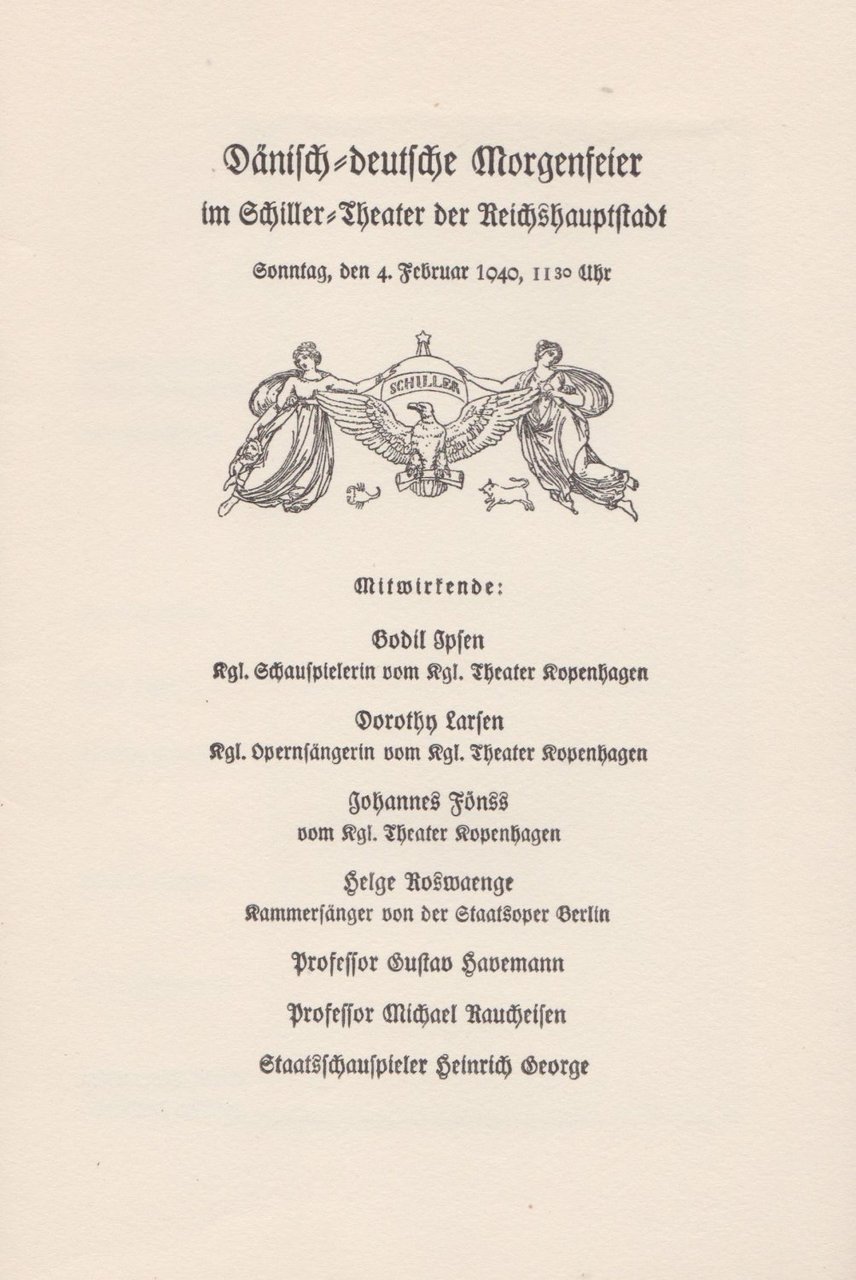 Dänisch-deutsche Morgenfeier
im Schiller-Theater der Reichshauptstadt
Sonntag, den 4. Februar 1940, 11 30 Uhr
SCHILLER
Mitwirkende:
Bodil Ipsen
Kgl. Schauspielerin vom Kgl. Theater Kopenhagen
Dorothy Larsen
Kgl. Opernsängerin vom Kgl. Theater Kopenhagen
Johannes Fönss
vom Kgl. Theater Kopenhagen
Helge Roswaenge
Kammersänger von der Staatsoper Berlin
Professor Gustav Havemann
Professor Michael Raucheisen
Staatsschauspieler Heinrich George